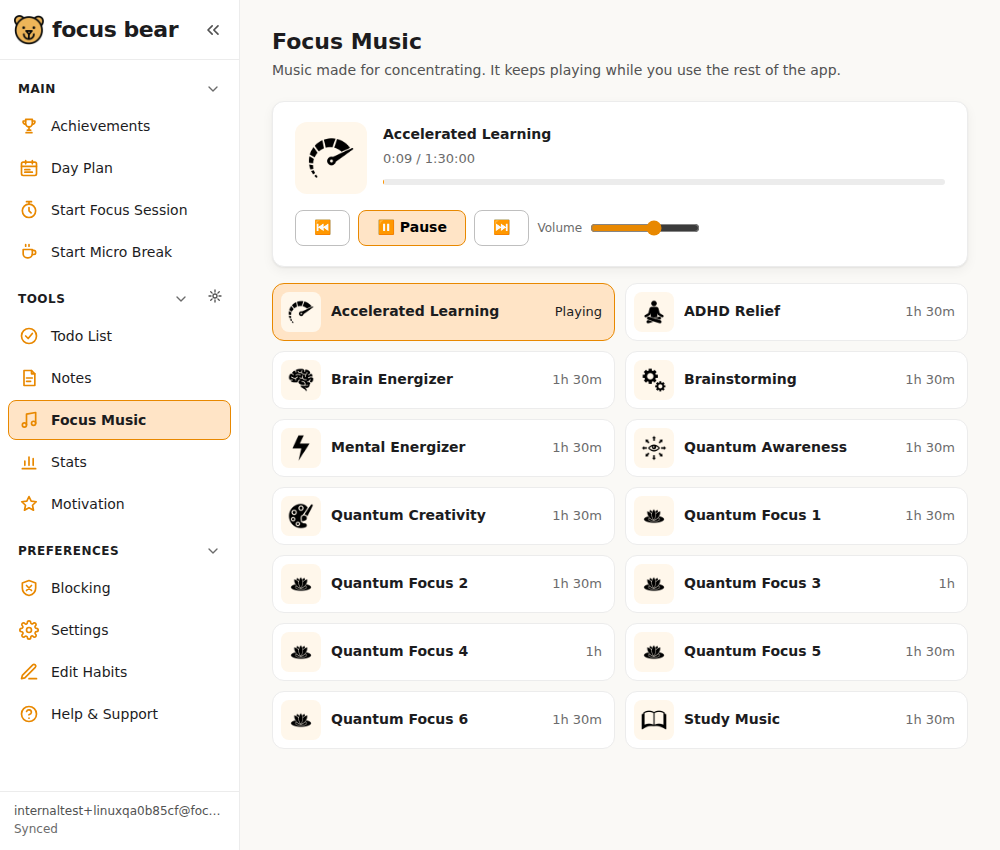 focus bear
MAIN
Achievements
Day Plan
Start Focus Session
Start Micro Break
TOOLS
Todo List
Notes
Focus Music
Stats
Motivation
PREFERENCES
Blocking
Settings
Edit Habits
Help & Support
internaltest+linuxqa0b85cf@foc...
Synced
Focus Music
Music made for concentrating. It keeps playing while you use the rest of the app.
Accelerated Learning
0:09 / 1:30:00
Pause Volume
Accelerated Learning Playing
ADHD Relief 1h 30m
Brain Energizer 1h 30m
Brainstorming 1h 30m
Mental Energizer 1h 30m
Quantum Awareness 1h 30m
Quantum Creativity 1h 30m
Quantum Focus 1 1h 30m
Quantum Focus 2 1h 30m
Quantum Focus 3 1h
Quantum Focus 4 1h
Quantum Focus 5 1h 30m
Quantum Focus 6 1h 30m
Study Music 1h 30m